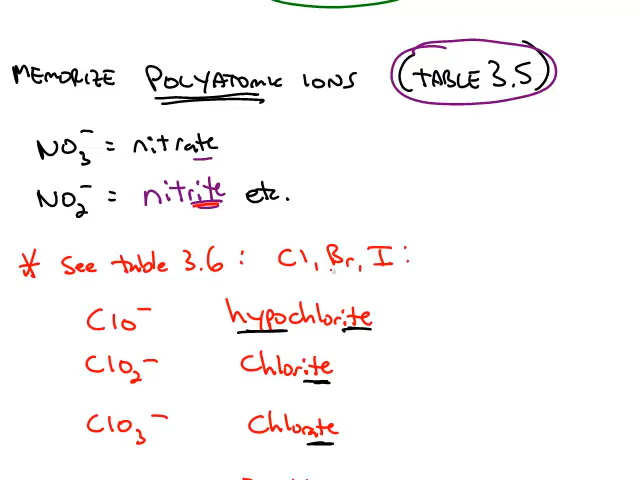 MEMORIZE POLYATOMIC IONS (TABLE 3.5)
NO₃⁻ = nitrate
NO₂⁻ = nitrite etc.
* See table 3.6 : Cl, Br, I :
ClO⁻ hypochlorite
ClO₂⁻ Chlorite
ClO₃⁻ Chlorate